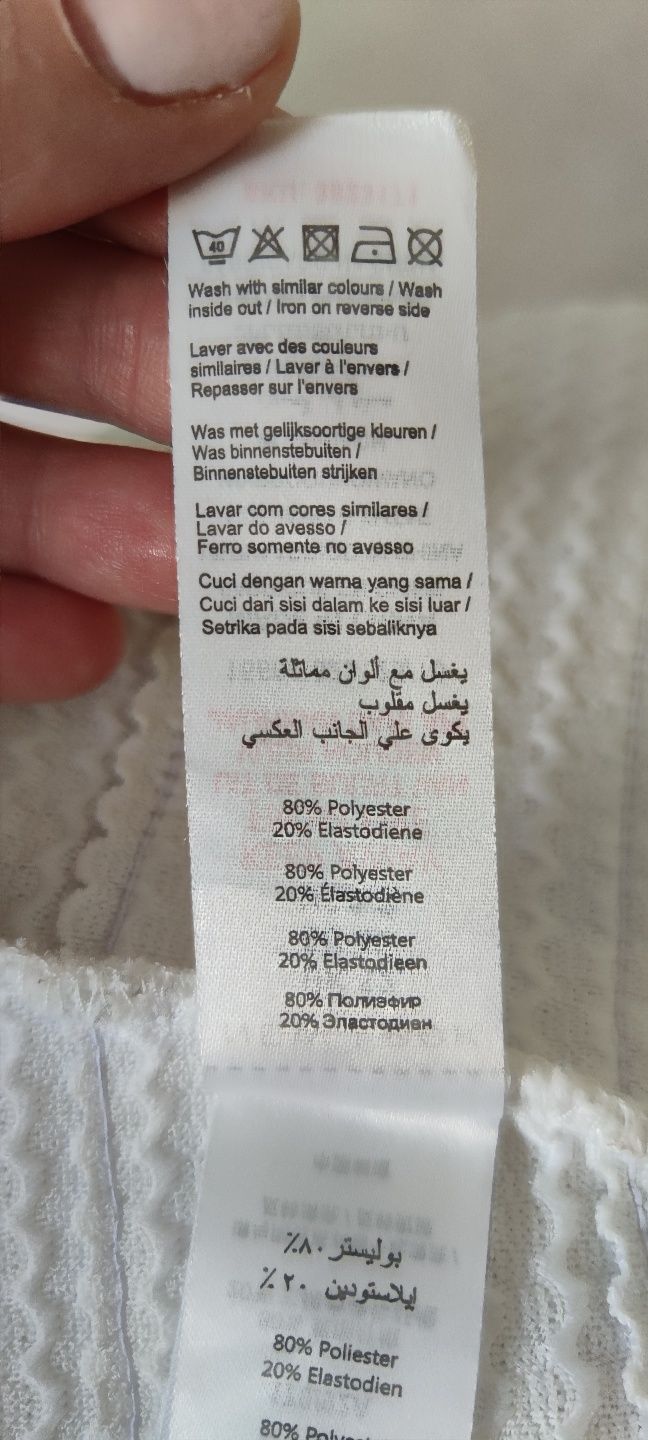 40
Wash with similar colours / Wash
inside out / Iron on reverse side
Laver avec des couleurs
similaires / Laver à l'envers /
Repasser sur l'envers
Was met gelijksoortige kleuren /
Was binnenstebuiten /
Binnenstebuiten strijken
Lavar com cores similares /
Lavar do avesso /
Ferro somente no avesso
Cuci dengan warna yang sama /
Cuci dari sisi dalam ke sisi luar /
Setrika pada sisi sebaliknya
يغسل مع ألوان مماثلة
يغسل مقلوب
يكوى علي الجانب العكسي
80% Polyester
20% Elastodiene
80% Polyester
20% Élastodiène
80% Polyester
20% Elastodieen
80% Полиэфир
20% Эластодиен
بوليستر ٨٠٪
إيلاستودين ٢٠٪
80% Poliester
20% Elastodien
80%